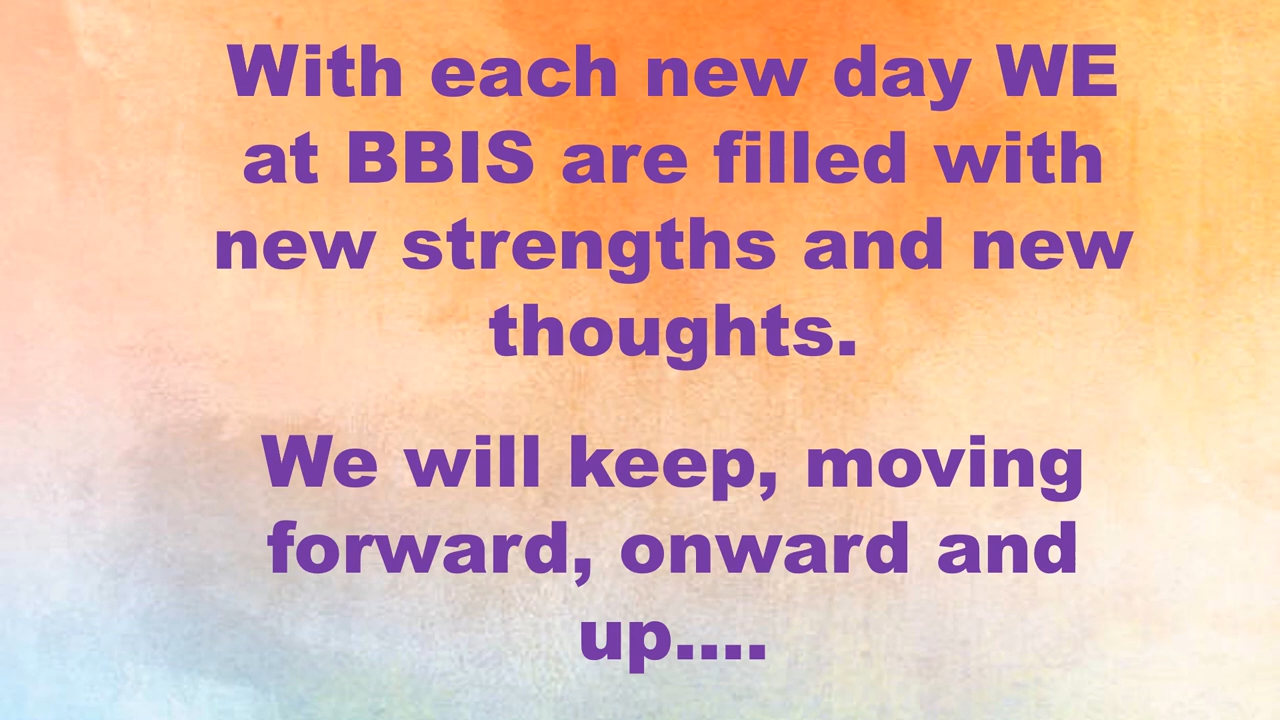 With each new day WE
at BBIS are filled with
new strengths and new
thoughts.
We will keep, moving
forward, onward and
up....